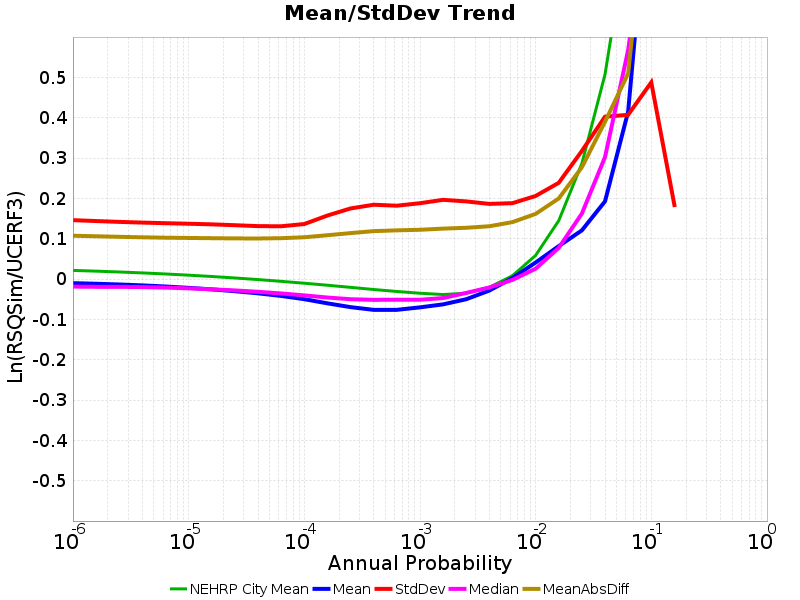 Mean/StdDev Trend
Ln(RSQSim/UCERF3)
0.5
0.4
0.3
0.2
0.1
0
-0.1
-0.2
-0.3
-0.4
-0.5
10^-6 10^-5 10^-4 10^-3 10^-2 10^-1 10^0
Annual Probability
NEHRP City Mean Mean StdDev Median MeanAbsDiff